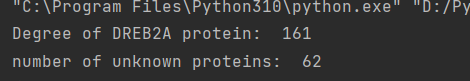 "C:\Program Files\Python310\python.exe" "D:/Py
Degree of DREB2A protein:  161
number of unknown proteins:  62